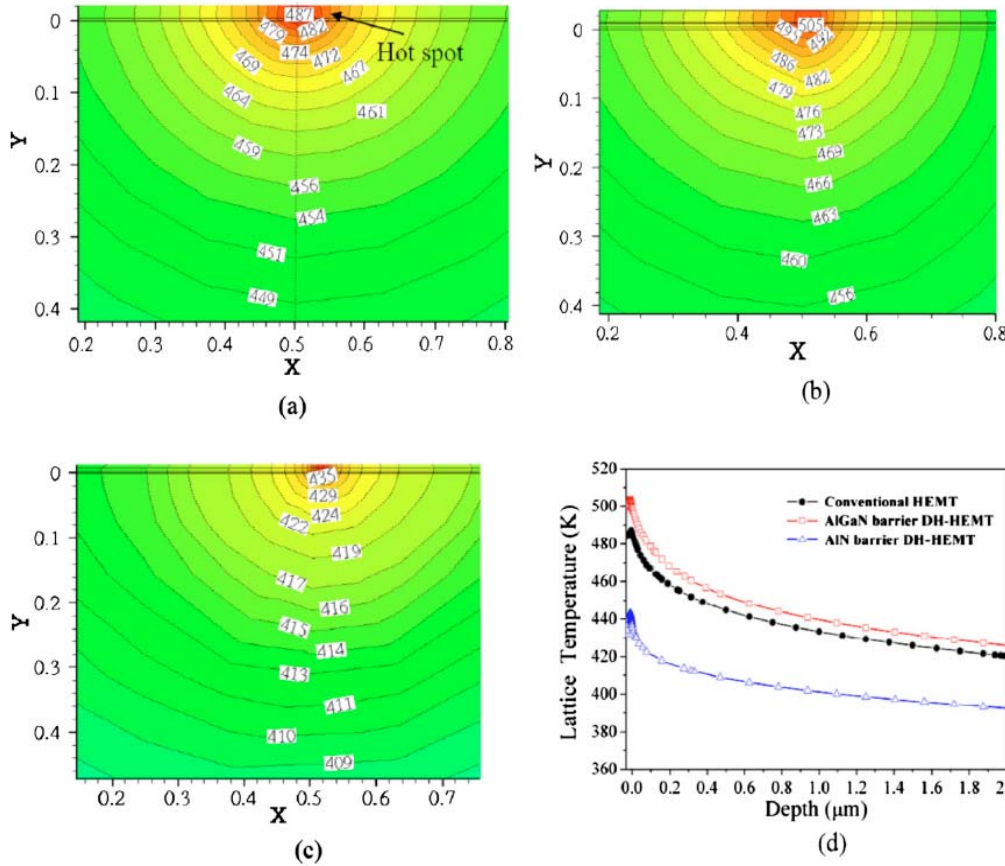 487
479 482
0
474 472
Hot spot
469 467
0.1
464 461
Y
459
0.2
456
454
0.3
451
449
0.4
0.2 0.3 0.4 0.5 0.6 0.7 0.8
X
(a)
505
495 492
0
486 482
479
0.1
476
473
Y
469
0.2
466
463
0.3
460
456
0.4
0.2 0.4 0.6 0.8
X
(b)
0
435
429
422 424
0.1
419
417
Y
0.2
416
415
414
0.3
413
411
0.4
410
409
0.2 0.3 0.4 0.5 0.6 0.7
X
(c)
Lattice Temperature (K)
520
500
480
460
440
420
400
380
360
Conventional HEMT
AlGaN barrier DH-HEMT
AlN barrier DH-HEMT
0.0 0.2 0.4 0.6 0.8 1.0 1.2 1.4 1.6 1.8
Depth (μm)
(d)